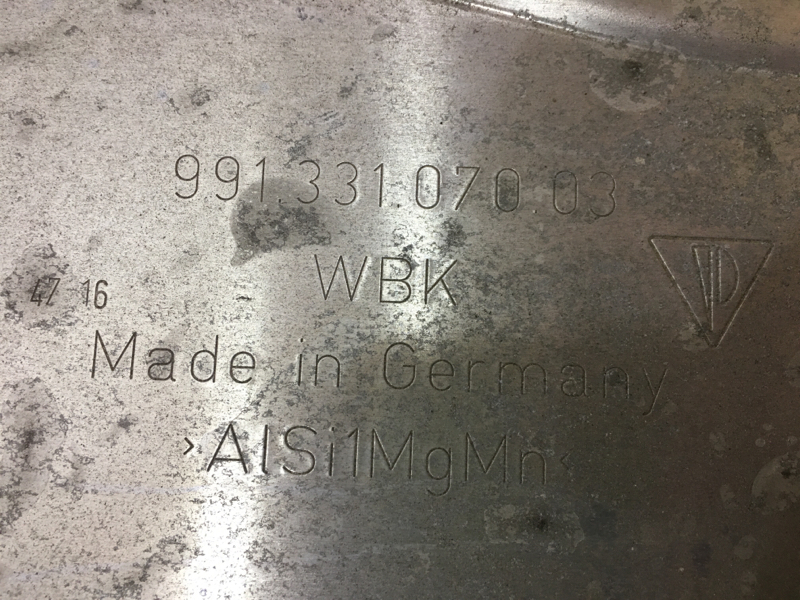 991.331.070.03
WBK
47 16
Made in Germany
>AlSi1MgMn<